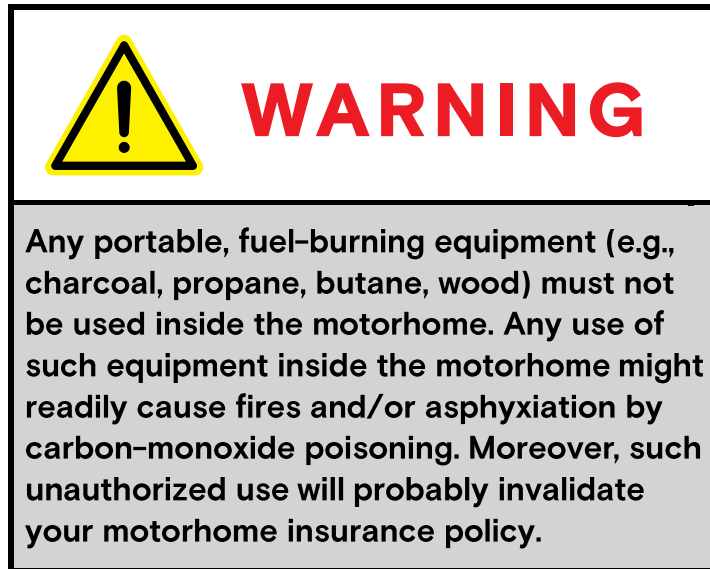 WARNING
Any portable, fuel-burning equipment (e.g.,
charcoal, propane, butane, wood) must not
be used inside the motorhome. Any use of
such equipment inside the motorhome might
readily cause fires and/or asphyxiation by
carbon-monoxide poisoning. Moreover, such
unauthorized use will probably invalidate
your motorhome insurance policy.